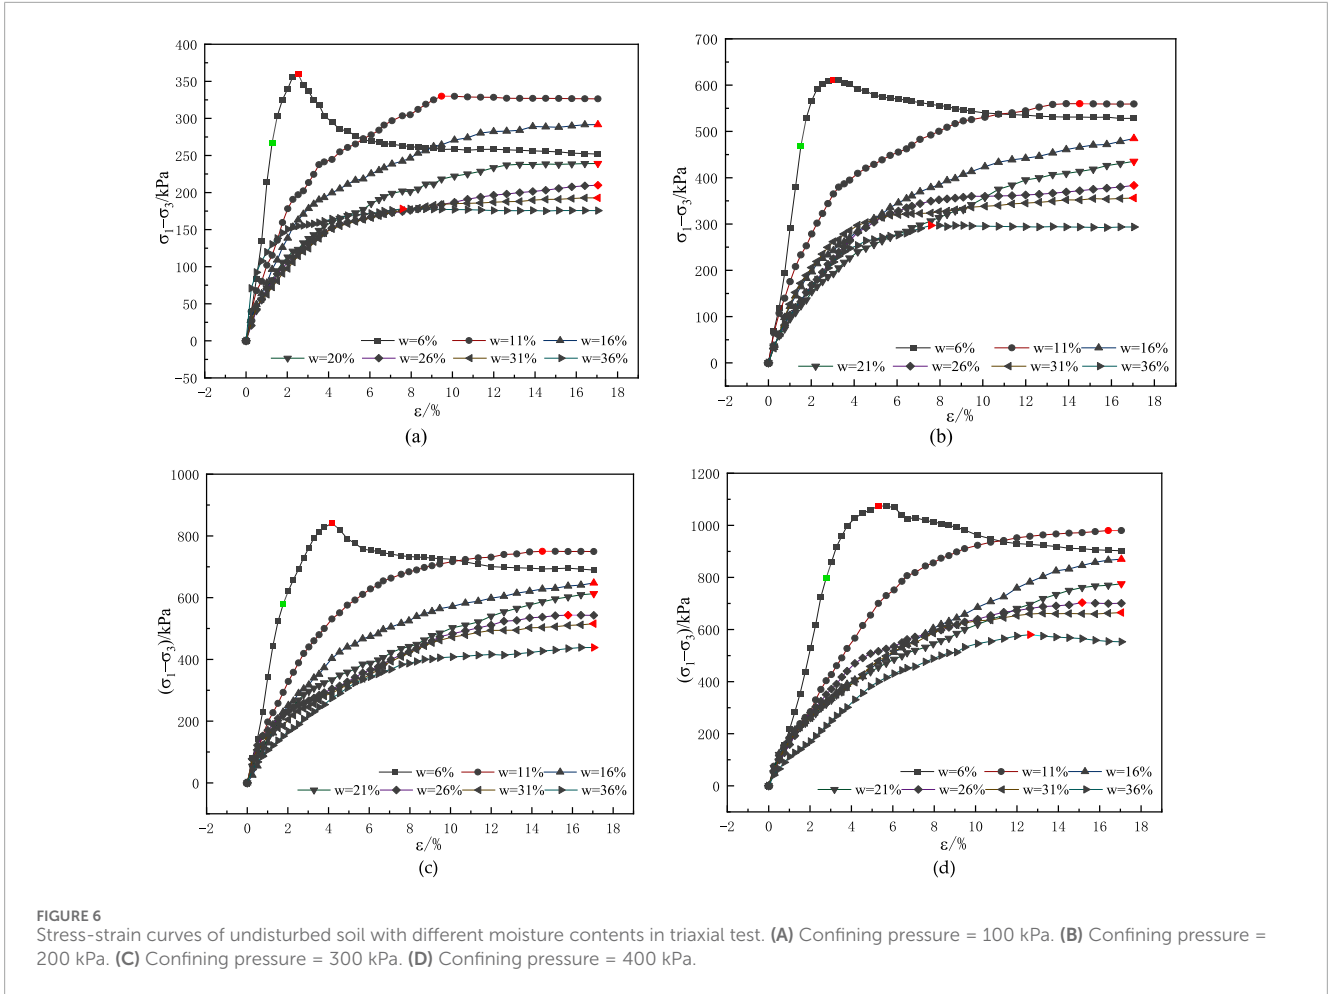 400
350
300
250
200
150
100
50
0
−50
σ₁−σ₃/kPa
−2 0 2 4 6 8 10 12 14 16 18
ε/%
w=6% w=11% w=16%
w=20% w=26% w=31% w=36%
(a)
700
600
500
400
300
200
100
0
σ₁−σ₃/kPa
−2 0 2 4 6 8 10 12 14 16 18
ε/%
w=6% w=11% w=16%
w=21% w=26% w=31% w=36%
(b)
1000
800
600
400
200
0
(σ₁−σ₃)/kPa
−2 0 2 4 6 8 10 12 14 16 18
ε/%
w=6% w=11% w=16%
w=21% w=26% w=31% w=36%
(c)
1200
1000
800
600
400
200
0
(σ₁−σ₃)/kPa
−2 0 2 4 6 8 10 12 14 16 18
ε/%
w=6% w=11% w=16%
w=21% w=26% w=31% w=36%
(d)
FIGURE 6
Stress-strain curves of undisturbed soil with different moisture contents in triaxial test. (A) Confining pressure = 100 kPa. (B) Confining pressure =
200 kPa. (C) Confining pressure = 300 kPa. (D) Confining pressure = 400 kPa.